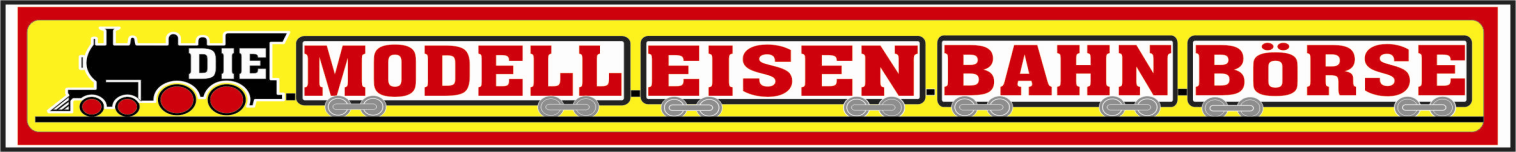 DIE MODELL EISEN BAHN BÖRSE